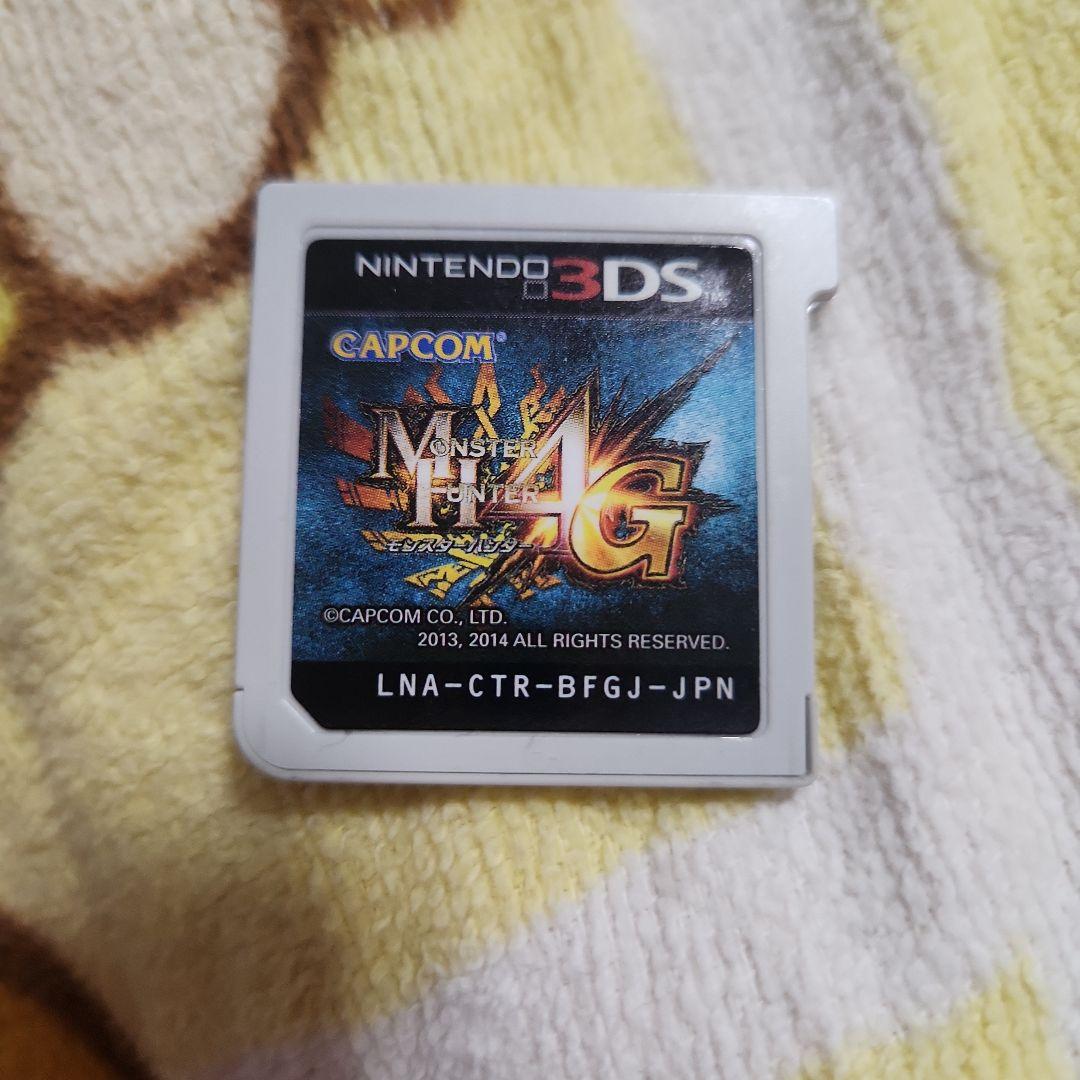 NINTENDO 3DS TM
CAPCOM®
MONSTER
HUNTER 4G
モンスターハンター
©CAPCOM CO., LTD.
2013, 2014 ALL RIGHTS RESERVED.
LNA-CTR-BFGJ-JPN